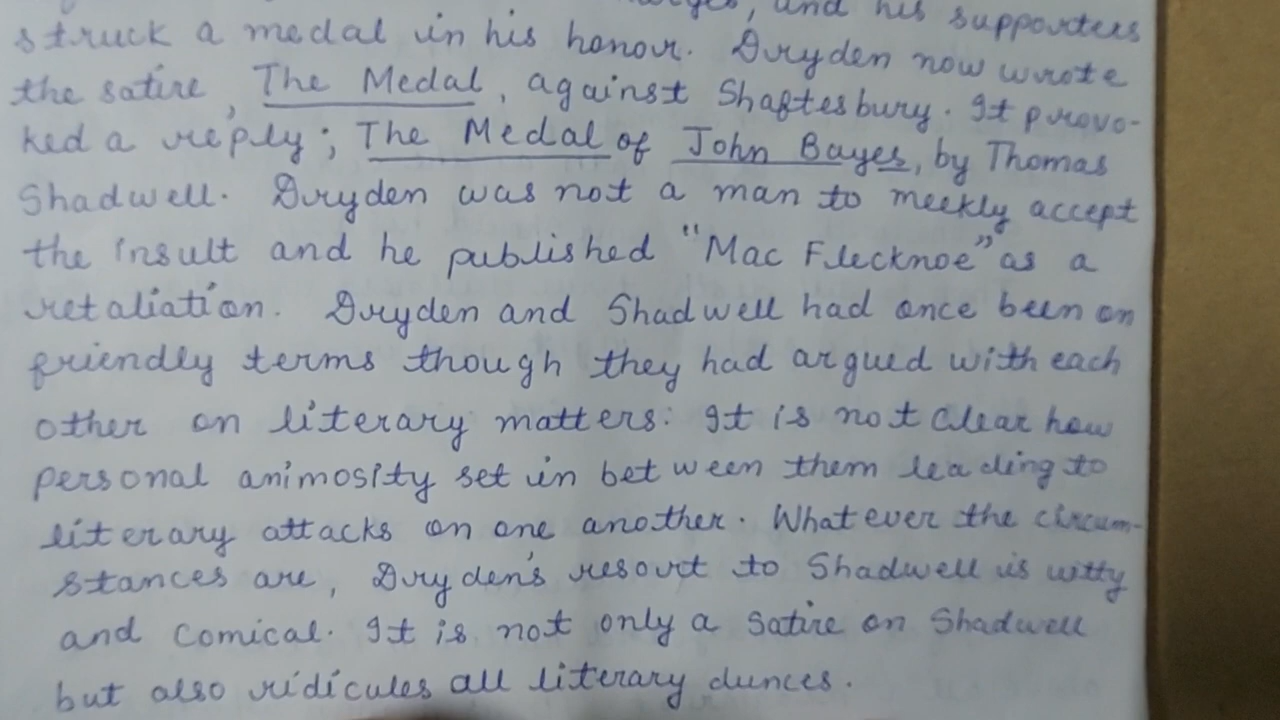 , and his supporters
struck a medal in his honour. Dryden now wrote
the satire, The Medal, against Shaftesbury. It provo-
ked a reply; The Medal of John Bayes, by Thomas
Shadwell. Dryden was not a man to meekly accept
the insult and he published "Mac Flecknoe" as a
retaliation. Dryden and Shadwell had once been on
friendly terms though they had argued with each
other on literary matters. It is not clear how
personal animosity set in between them leading to
literary attacks on one another. Whatever the circum-
stances are, Dryden's resort to Shadwell is witty
and comical. It is not only a satire on Shadwell
but also ridicules all literary dunces.